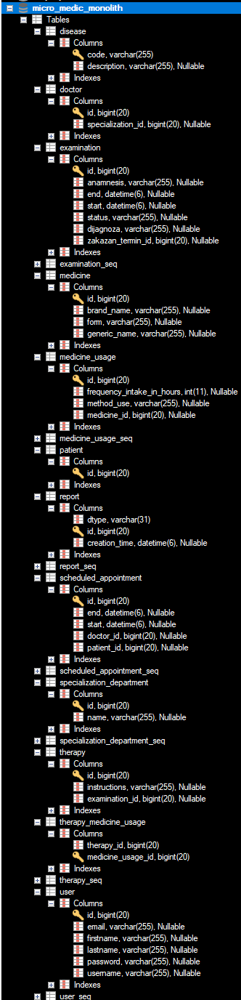 micro_medic_monolith
Tables
disease
Columns
code, varchar(255)
description, varchar(255), Nullable
Indexes
doctor
Columns
id, bigint(20)
specialization_id, bigint(20), Nullable
Indexes
examination
Columns
id, bigint(20)
anamnesis, varchar(255), Nullable
end, datetime(6), Nullable
start, datetime(6), Nullable
status, varchar(255), Nullable
dijagnoza, varchar(255), Nullable
zakazan_termin_id, bigint(20), Nullable
Indexes
examination_seq
medicine
Columns
id, bigint(20)
brand_name, varchar(255), Nullable
form, varchar(255), Nullable
generic_name, varchar(255), Nullable
Indexes
medicine_usage
Columns
id, bigint(20)
frequency_intake_in_hours, int(11), Nullable
method_use, varchar(255), Nullable
medicine_id, bigint(20), Nullable
Indexes
medicine_usage_seq
patient
Columns
id, bigint(20)
Indexes
report
Columns
dtype, varchar(31)
id, bigint(20)
creation_time, datetime(6), Nullable
Indexes
report_seq
scheduled_appointment
Columns
id, bigint(20)
end, datetime(6), Nullable
start, datetime(6), Nullable
doctor_id, bigint(20), Nullable
patient_id, bigint(20), Nullable
Indexes
scheduled_appointment_seq
specialization_department
Columns
id, bigint(20)
name, varchar(255), Nullable
Indexes
specialization_department_seq
therapy
Columns
id, bigint(20)
instructions, varchar(255), Nullable
examination_id, bigint(20), Nullable
Indexes
therapy_medicine_usage
Columns
therapy_id, bigint(20)
medicine_usage_id, bigint(20)
Indexes
therapy_seq
user
Columns
id, bigint(20)
email, varchar(255), Nullable
firstname, varchar(255), Nullable
lastname, varchar(255), Nullable
password, varchar(255), Nullable
username, varchar(255), Nullable
Indexes
user_seq